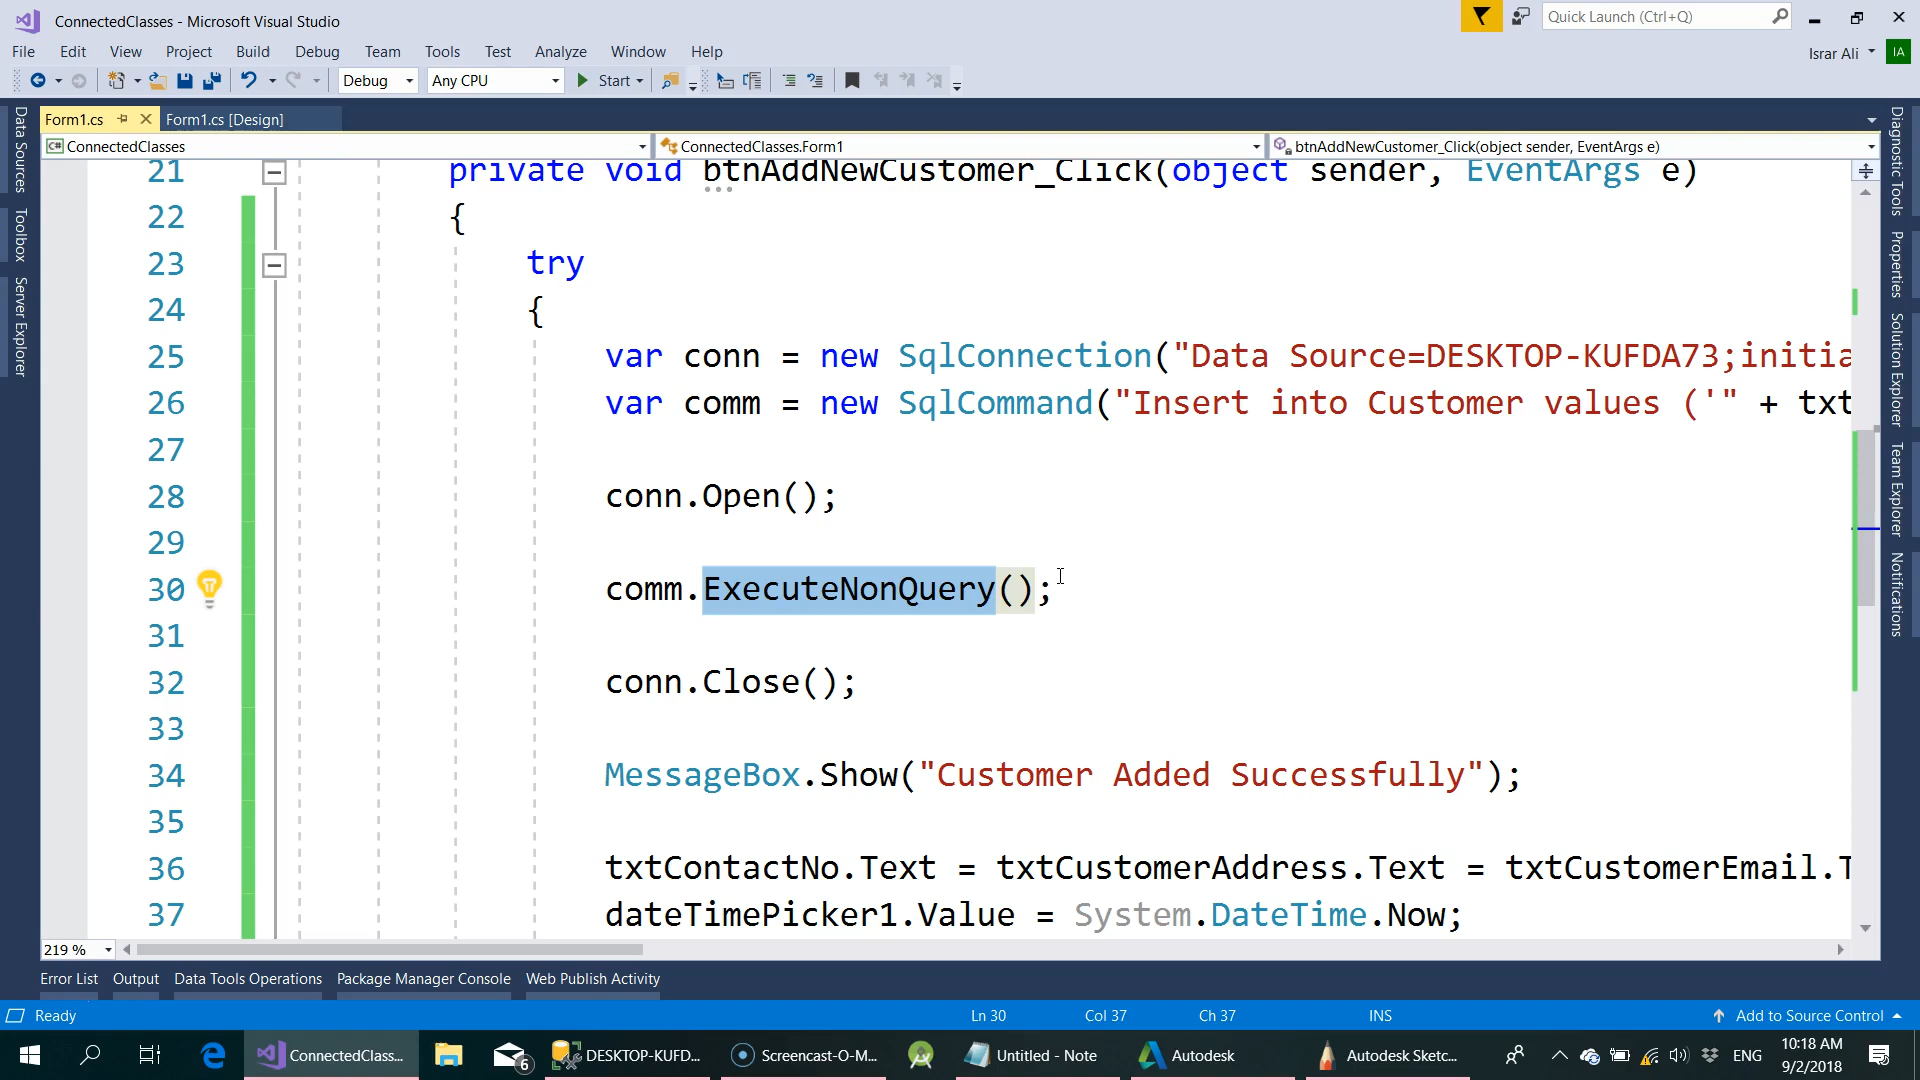 ConnectedClasses - Microsoft Visual Studio
Quick Launch (Ctrl+Q)
File Edit View Project Build Debug Team Tools Test Analyze Window Help
Israr Ali IA
Debug Any CPU Start
Form1.cs Form1.cs [Design]
C# ConnectedClasses ConnectedClasses.Form1 btnAddNewCustomer_Click(object sender, EventArgs e)
Data Sources
Toolbox
Server Explorer
21 private void btnAddNewCustomer_Click(object sender, EventArgs e)
22 {
23 try
24 {
25 var conn = new SqlConnection("Data Source=DESKTOP-KUFDA73;initia
26 var comm = new SqlCommand("Insert into Customer values ('" + txt
27
28 conn.Open();
29
30 comm.ExecuteNonQuery();
31
32 conn.Close();
33
34 MessageBox.Show("Customer Added Successfully");
35
36 txtContactNo.Text = txtCustomerAddress.Text = txtCustomerEmail.T
37 dateTimePicker1.Value = System.DateTime.Now;
Diagnostic Tools
Properties
Solution Explorer
Team Explorer
Notifications
219 %
Error List Output Data Tools Operations Package Manager Console Web Publish Activity
Ready Ln 30 Col 37 Ch 37 INS Add to Source Control
ConnectedClass... 6 DESKTOP-KUFD... Screencast-O-M... Untitled - Note Autodesk Autodesk Sketc... ENG 10:18 AM
9/2/2018